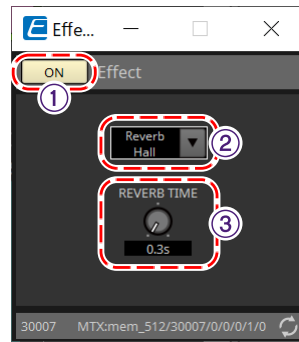 Effe...
ON Effect
①
Reverb
Hall
②
REVERB TIME
③
0.3s
30007 MTX:mem_512/30007/0/0/0/1/0